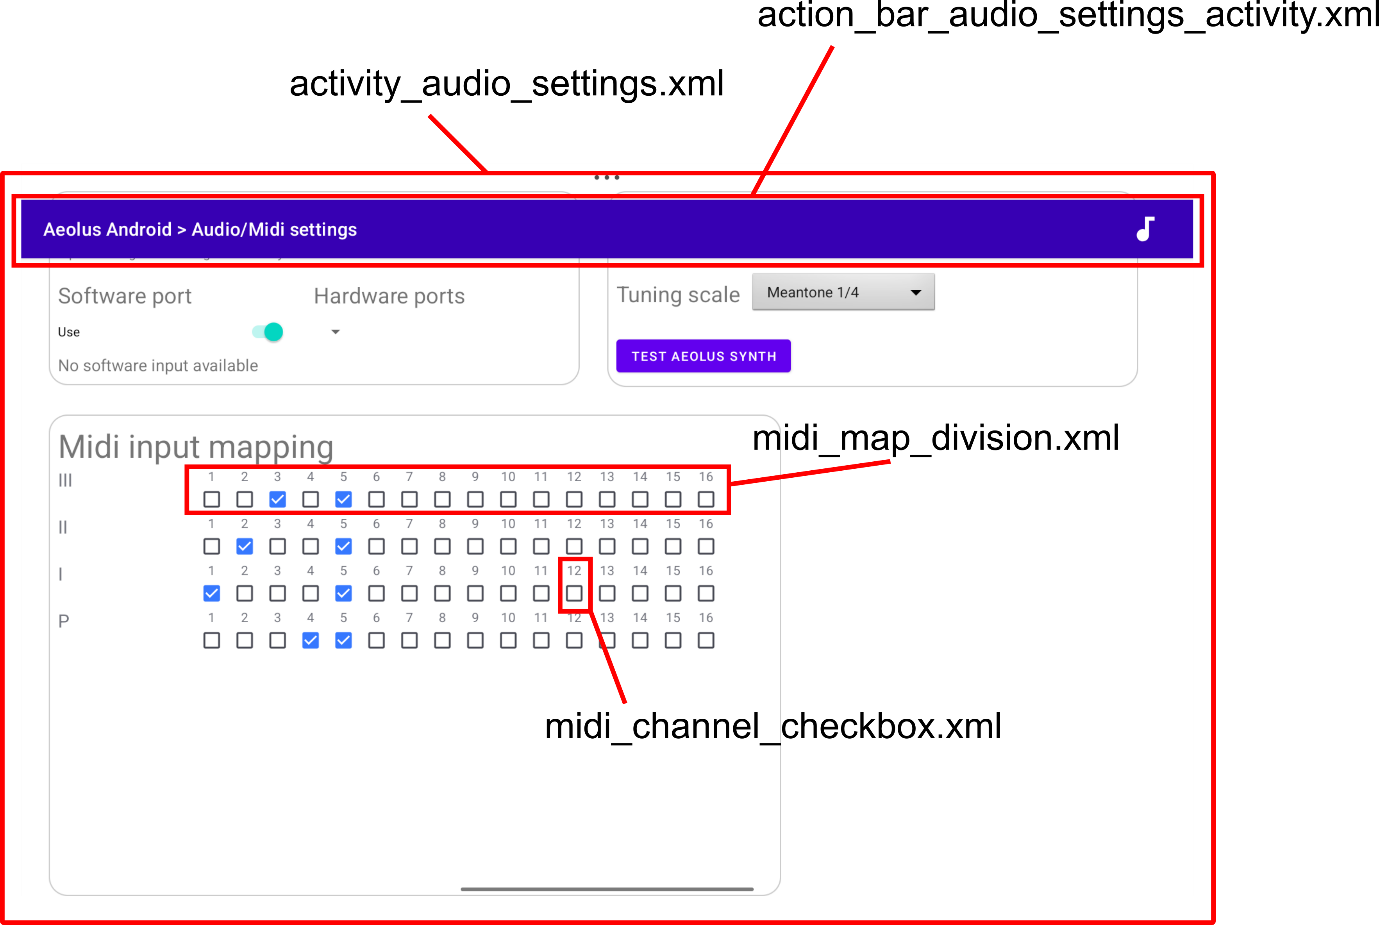 action_bar_audio_settings_activity.xml
activity_audio_settings.xml
Aeolus Android > Audio/Midi settings
Software port
Hardware ports
Tuning scale
Meantone 1/4
Use
No software input available
TEST AEOLUS SYNTH
Midi input mapping
midi_map_division.xml
III
1 2 3 4 5 6 7 8 9 10 11 12 13 14 15 16
II
1 2 3 4 5 6 7 8 9 10 11 12 13 14 15 16
I
1 2 3 4 5 6 7 8 9 10 11 12 13 14 15 16
P
1 2 3 4 5 6 7 8 9 10 11 12 13 14 15 16
midi_channel_checkbox.xml